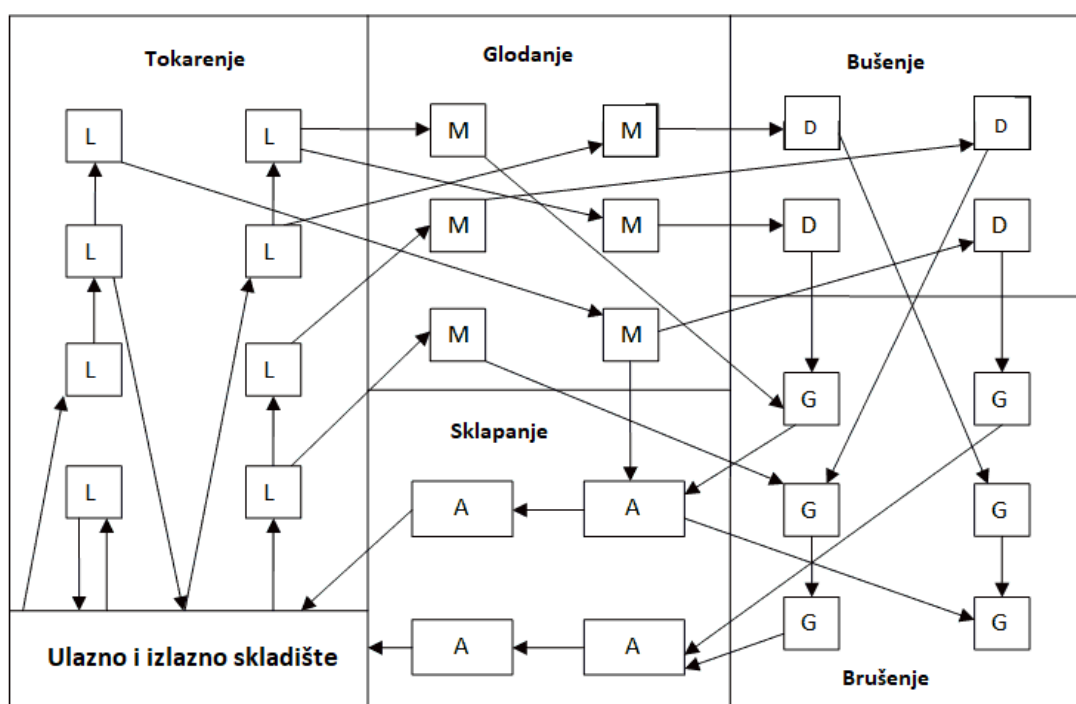 Tokarenje
Glodanje
Bušenje
L
L
M
M
D
D
L
L
M
M
D
D
L
L
M
M
G
G
Sklapanje
L
L
A
A
G
G
A
A
G
G
Ulazno i izlazno skladište
Brušenje